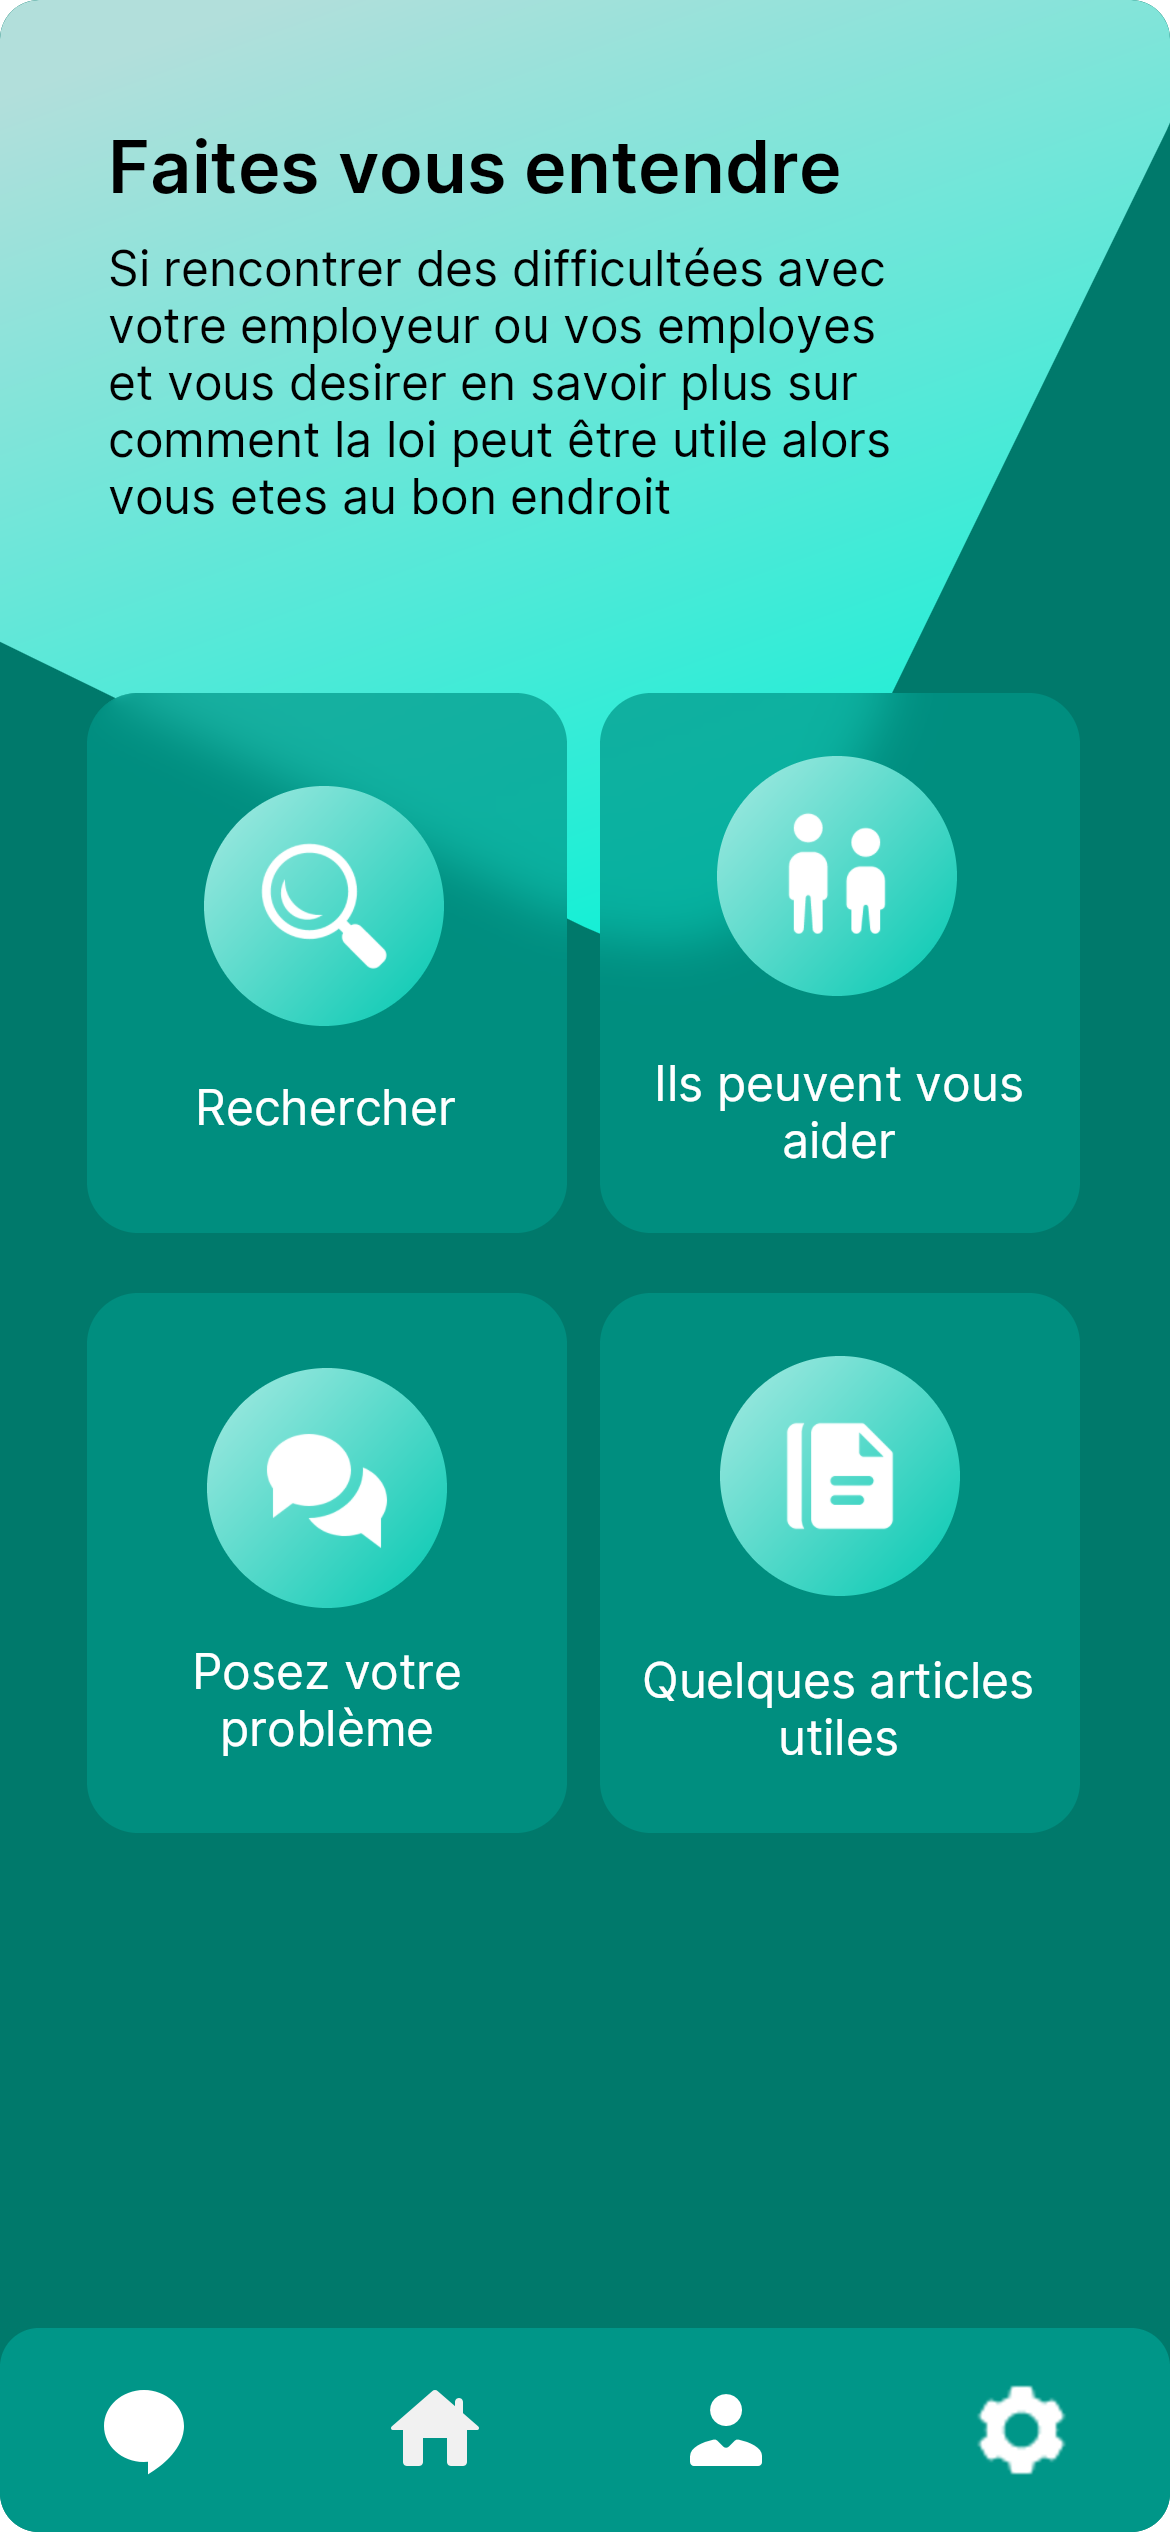 Faites vous entendre
Si rencontrer des difficultées avec
votre employeur ou vos employes
et vous desirer en savoir plus sur
comment la loi peut être utile alors
vous etes au bon endroit
Rechercher
Ils peuvent vous
aider
Posez votre
problème
Quelques articles
utiles